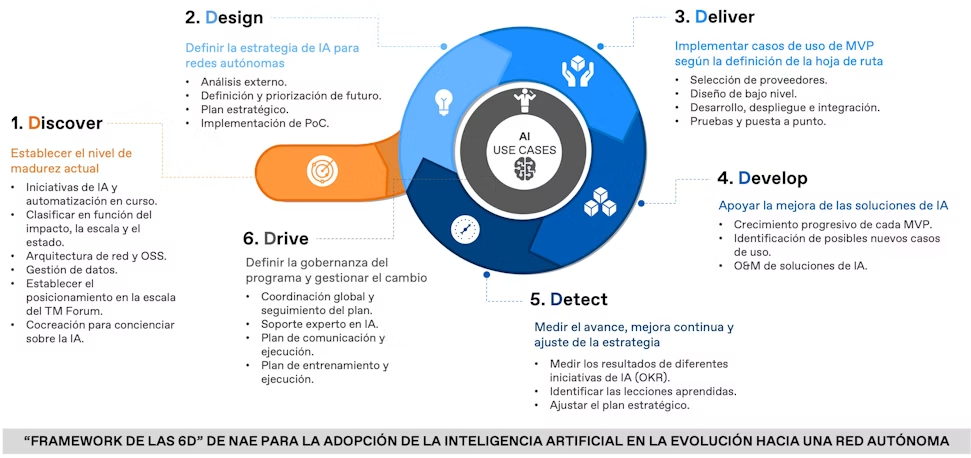 1. Discover
Establecer el nivel de
madurez actual
• Iniciativas de IA y
automatización en curso.
• Clasificar en función del
impacto, la escala y el
estado.
• Arquitectura de red y OSS.
• Gestión de datos.
• Establecer el
posicionamiento en la escala
del TM Forum.
• Cocreación para concienciar
sobre la IA.
2. Design
Definir la estrategia de IA para
redes autónomas
• Análisis externo.
• Definición y priorización de futuro.
• Plan estratégico.
• Implementación de PoC.
3. Deliver
Implementar casos de uso de MVP
según la definición de la hoja de ruta
• Selección de proveedores.
• Diseño de bajo nivel.
• Desarrollo, despliegue e integración.
• Pruebas y puesta a punto.
AI
USE CASES
4. Develop
Apoyar la mejora de las soluciones de IA
• Crecimiento progresivo de cada MVP.
• Identificación de posibles nuevos casos
de uso.
• O&M de soluciones de IA.
5. Detect
Medir el avance, mejora continua y
ajuste de la estrategia
• Medir los resultados de diferentes
iniciativas de IA (OKR).
• Identificar las lecciones aprendidas.
• Ajustar el plan estratégico.
6. Drive
Definir la gobernanza del
programa y gestionar el cambio
• Coordinación global y
seguimiento del plan.
• Soporte experto en IA.
• Plan de comunicación y
ejecución.
• Plan de entrenamiento y
ejecución.
“FRAMEWORK DE LAS 6D” DE NAE PARA LA ADOPCIÓN DE LA INTELIGENCIA ARTIFICIAL EN LA EVOLUCIÓN HACIA UNA RED AUTÓNOMA